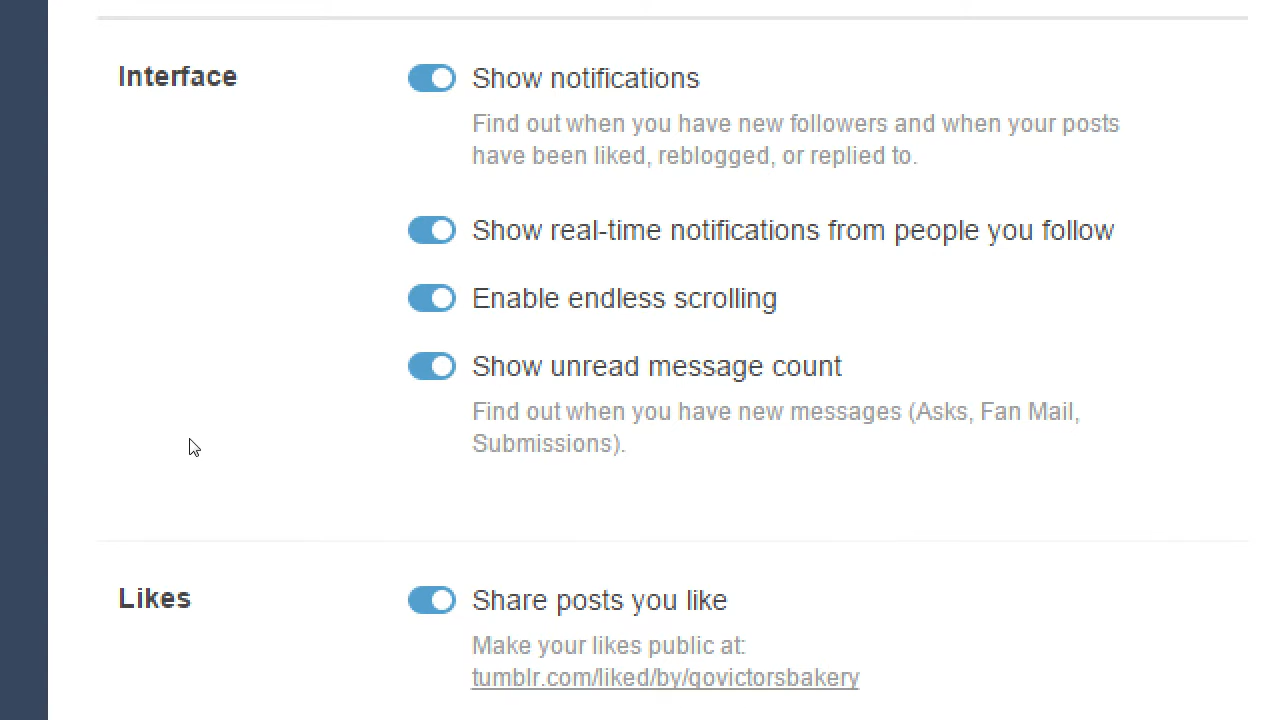 Interface
Show notifications
Find out when you have new followers and when your posts
have been liked, reblogged, or replied to.
Show real-time notifications from people you follow
Enable endless scrolling
Show unread message count
Find out when you have new messages (Asks, Fan Mail,
Submissions).
Likes
Share posts you like
Make your likes public at:
tumblr.com/liked/by/govictorsbakery